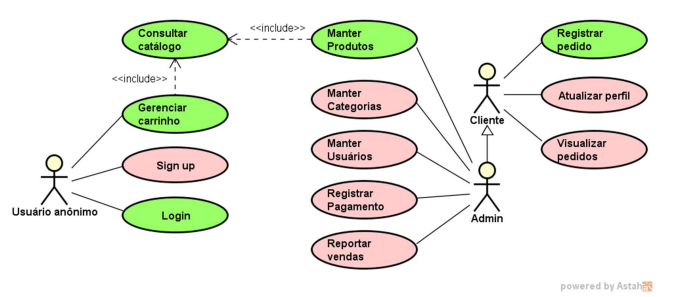 Consultar
catálogo
<<include>>
Manter
Produtos
Registrar
pedido
<<include>>
Gerenciar
carrinho
Manter
Categorias
Cliente
Atualizar perfil
Sign up
Manter
Usuários
Visualizar
pedidos
Usuário anônimo
Login
Registrar
Pagamento
Admin
Reportar
vendas
powered by Astah